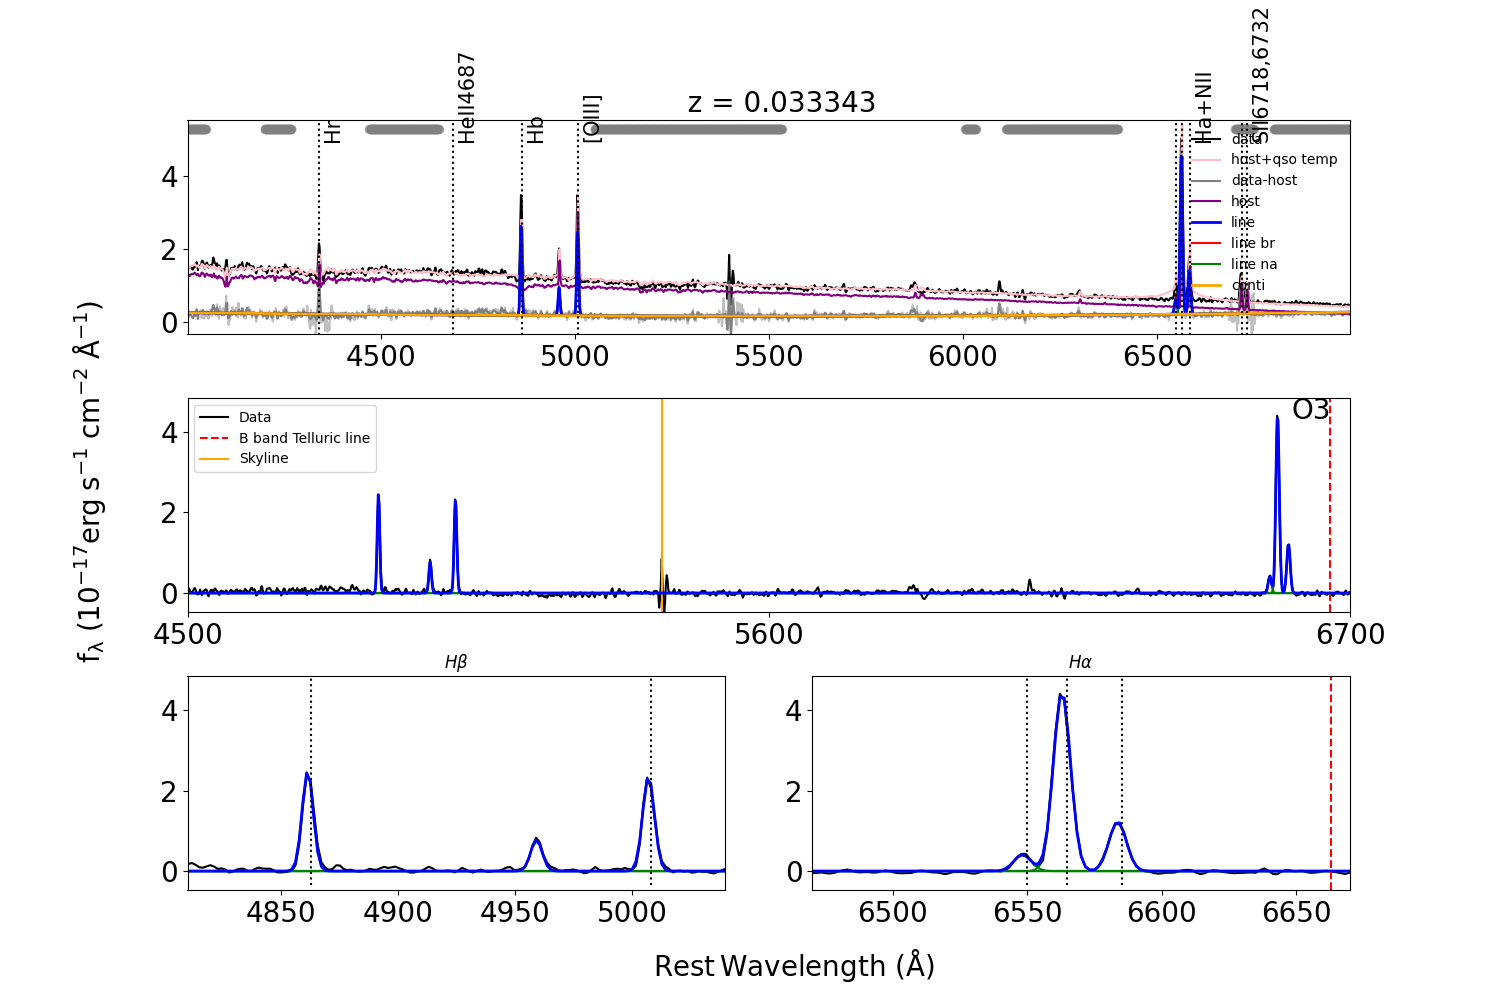 z = 0.033343
Hr
HeII4687
Hb
[OIII]
Ha+NII
SII6718,6732
data
host+qso temp
data-host
host
line
line br
line na
conti
4
2
0
4500
5000
5500
6000
6500
Data
B band Telluric line
Skyline
O3
4
2
0
4500
5600
6700
fλ (10⁻¹⁷erg s⁻¹ cm⁻² Å⁻¹)
Hβ
4
2
0
4850
4900
4950
5000
Hα
4
2
0
6500
6550
6600
6650
Rest Wavelength (Å)